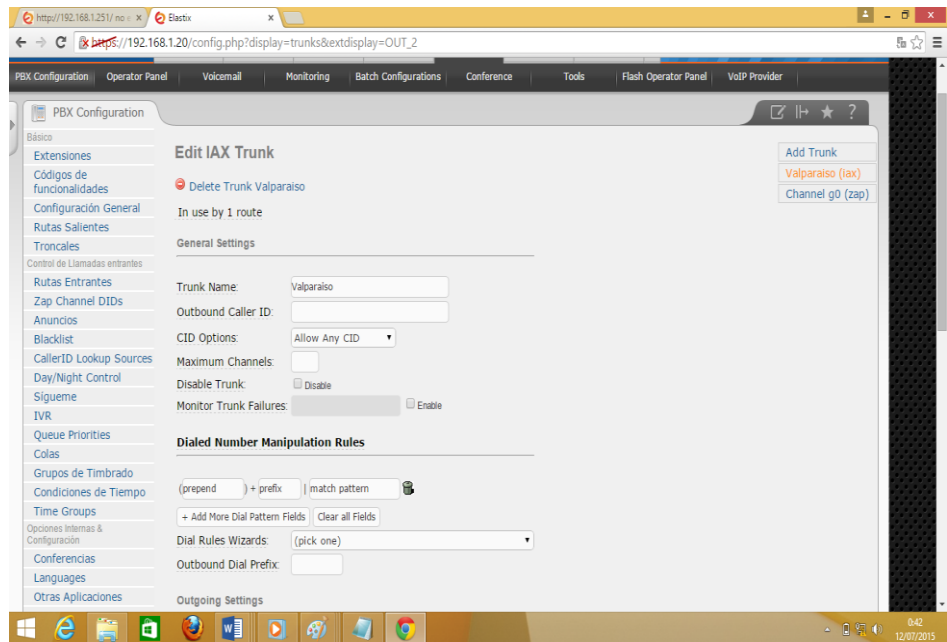 http://192.168.1.251/ no
Elastix
https://192.168.1.20/config.php?display=trunks&extdisplay=OUT_2
PBX Configuration Operator Panel Voicemail Monitoring Batch Configurations Conference Tools Flash Operator Panel VoIP Provider
PBX Configuration
Básico
Extensiones
Códigos de
funcionalidades
Configuración General
Rutas Salientes
Troncales
Control de Llamadas entrantes
Rutas Entrantes
Zap Channel DIDs
Anuncios
Blacklist
CallerID Lookup Sources
Day/Night Control
Sígueme
IVR
Queue Priorities
Colas
Grupos de Timbrado
Condiciones de Tiempo
Time Groups
Opciones Internas &
Configuración
Conferencias
Languages
Otras Aplicaciones
Edit IAX Trunk
Delete Trunk Valparaiso
In use by 1 route
General Settings
Trunk Name: Valparaiso
Outbound Caller ID:
CID Options: Allow Any CID
Maximum Channels:
Disable Trunk: Disable
Monitor Trunk Failures: Enable
Dialed Number Manipulation Rules
(prepend ) + prefix | match pattern
+ Add More Dial Pattern Fields Clear all Fields
Dial Rules Wizards: (pick one)
Outbound Dial Prefix:
Outgoing Settings
Add Trunk
Valparaiso (iax)
Channel g0 (zap)
0:42
12/07/2015